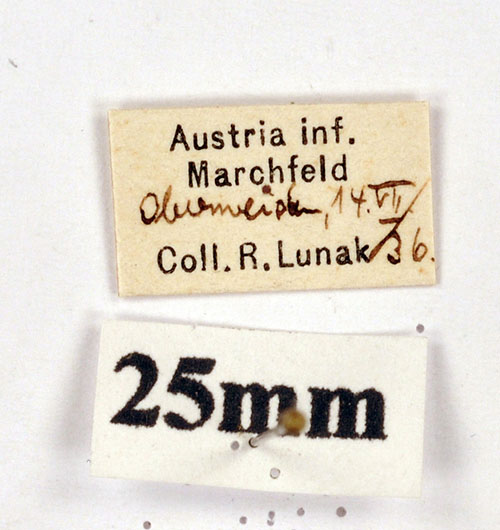 Austria inf.
Marchfeld
Oberweiden, 14.VII.
Coll. R. Lunak 36.
25mm